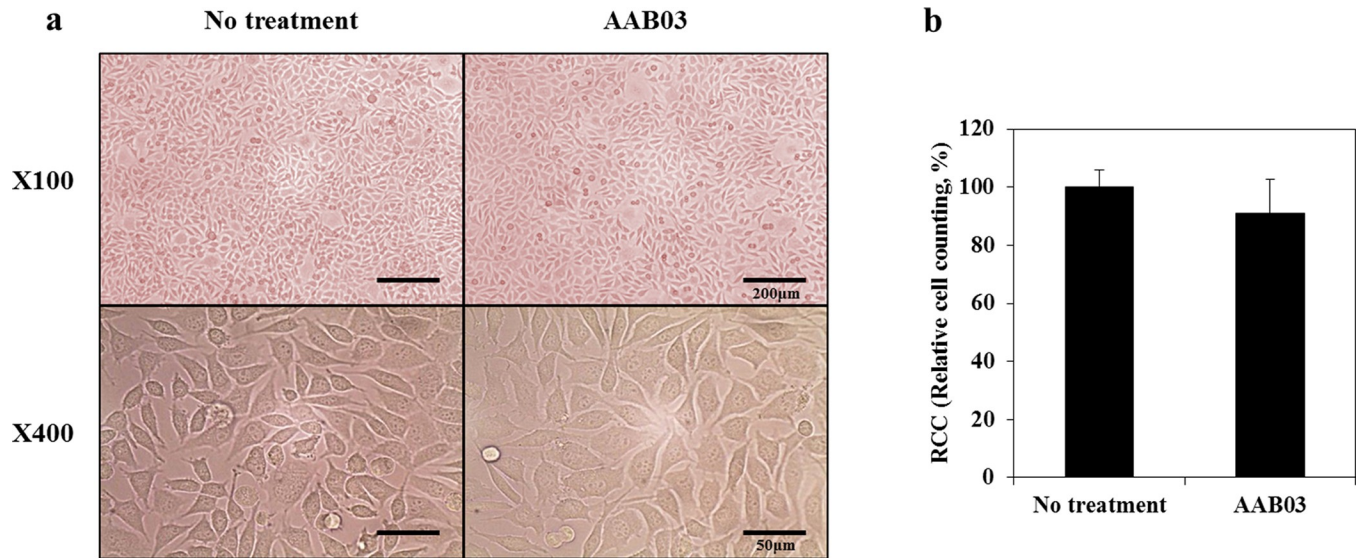 a
No treatment
AAB03
X100
200μm
X400
50μm
b
RCC (Relative cell counting, %)
120
100
80
60
40
20
0
No treatment
AAB03